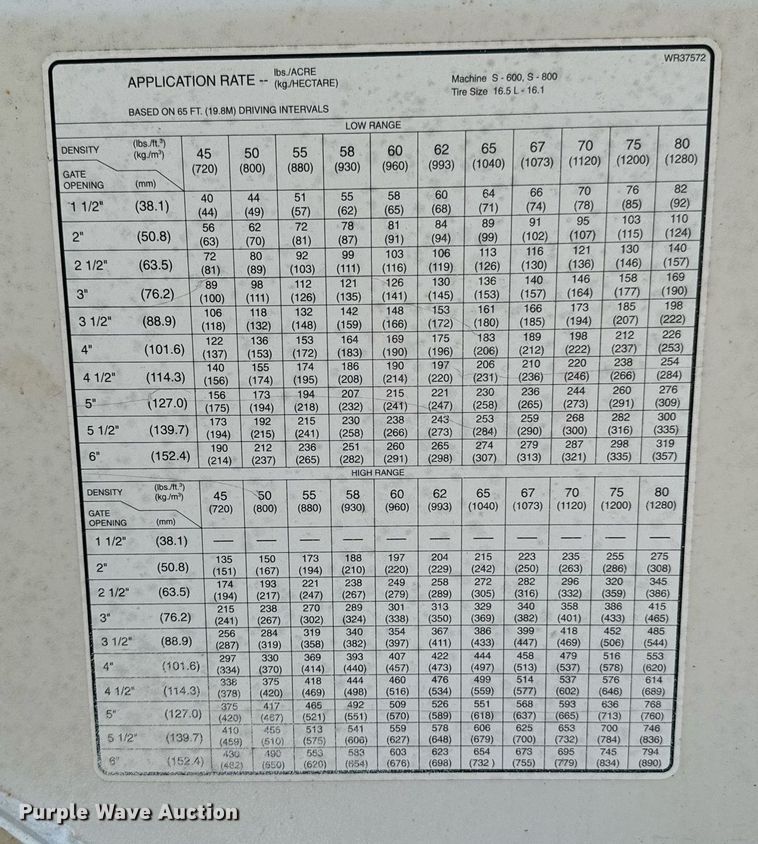 WR37572
APPLICATION RATE -- lbs./ACRE
(kg./HECTARE)
Machine S - 600, S - 800
Tire Size 16.5 L - 16.1
BASED ON 65 FT. (19.8M) DRIVING INTERVALS
LOW RANGE
DENSITY (lbs./ft.³) 45 50 55 58 60 62 65 67 70 75 80
(kg./m³) (720) (800) (880) (930) (960) (993) (1040) (1073) (1120) (1200) (1280)
GATE
OPENING (mm)
1 1/2" (38.1) 40 44 51 55 58 60 64 66 70 76 82
(44) (49) (57) (62) (65) (68) (71) (74) (78) (85) (92)
2" (50.8) 56 62 72 78 81 84 89 91 95 103 110
(63) (70) (81) (87) (91) (94) (99) (102) (107) (115) (124)
2 1/2" (63.5) 72 80 92 99 103 106 113 116 121 130 140
(81) (89) (103) (111) (116) (119) (126) (130) (136) (146) (157)
3" (76.2) 89 98 112 121 126 130 136 140 146 158 169
(100) (111) (126) (135) (141) (145) (153) (157) (164) (177) (190)
3 1/2" (88.9) 106 118 132 142 148 153 161 166 173 185 198
(118) (132) (148) (159) (166) (172) (180) (185) (194) (207) (222)
4" (101.6) 122 136 153 164 169 175 183 189 198 212 226
(137) (153) (172) (183) (190) (196) (206) (212) (222) (237) (253)
4 1/2" (114.3) 140 155 174 186 190 197 206 210 220 238 254
(156) (174) (195) (208) (214) (220) (231) (236) (246) (266) (284)
5" (127.0) 156 173 194 207 215 221 230 236 244 260 276
(175) (194) (218) (232) (241) (247) (258) (265) (273) (291) (309)
5 1/2" (139.7) 173 192 215 230 238 243 253 259 268 282 300
(194) (215) (241) (258) (266) (273) (284) (290) (300) (316) (335)
6" (152.4) 190 212 236 251 260 265 274 279 287 298 319
(214) (237) (265) (282) (291) (298) (307) (313) (321) (335) (357)
HIGH RANGE
DENSITY (lbs./ft.³) 45 50 55 58 60 62 65 67 70 75 80
(kg./m³) (720) (800) (880) (930) (960) (993) (1040) (1073) (1120) (1200) (1280)
GATE
OPENING (mm)
1 1/2" (38.1) — — — — — — — — — — —
2" (50.8) 135 150 173 188 197 204 215 223 235 255 275
(151) (167) (194) (210) (220) (229) (242) (250) (263) (286) (308)
2 1/2" (63.5) 174 193 221 238 249 258 272 282 296 320 345
(194) (217) (247) (267) (279) (289) (305) (316) (332) (359) (386)
3" (76.2) 215 238 270 289 301 313 329 340 358 386 415
(241) (267) (302) (324) (338) (350) (369) (382) (401) (433) (465)
3 1/2" (88.9) 256 284 319 340 354 367 386 399 418 452 485
(287) (319) (358) (382) (397) (411) (433) (447) (469) (506) (544)
4" (101.6) 297 330 369 393 407 422 444 458 479 516 553
(334) (370) (414) (440) (457) (473) (497) (513) (537) (578) (620)
4 1/2" (114.3) 336 375 418 444 460 476 499 514 537 576 614
(378) (420) (469) (498) (516) (534) (559) (577) (602) (646) (689)
5" (127.0) 375 417 465 492 509 526 551 568 593 636 768
(420) (467) (521) (551) (570) (589) (618) (637) (665) (713) (760)
5 1/2" (139.7) 410 455 513 541 559 578 606 625 653 700 746
(459) (510) (575) (606) (627) (648) (679) (700) (732) (784) (836)
6" (152.4) 430 490 583 603 623 654 673 695 745 794
(482) (550) (620) (654) (676) (698) (732 ) (755) (779) (834) (890)
Purple Wave Auction